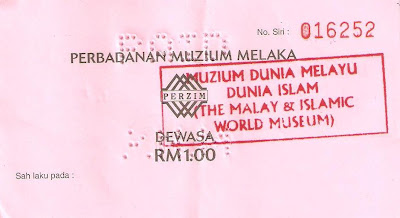 No. Siri : 016252
PERBADANAN MUZIUM MELAKA
MUZIUM DUNIA MELAYU
DUNIA ISLAM
(THE MALAY & ISLAMIC
WORLD MUSEUM)
PERZIM
DEWASA
RM1.00
Sah laku pada :